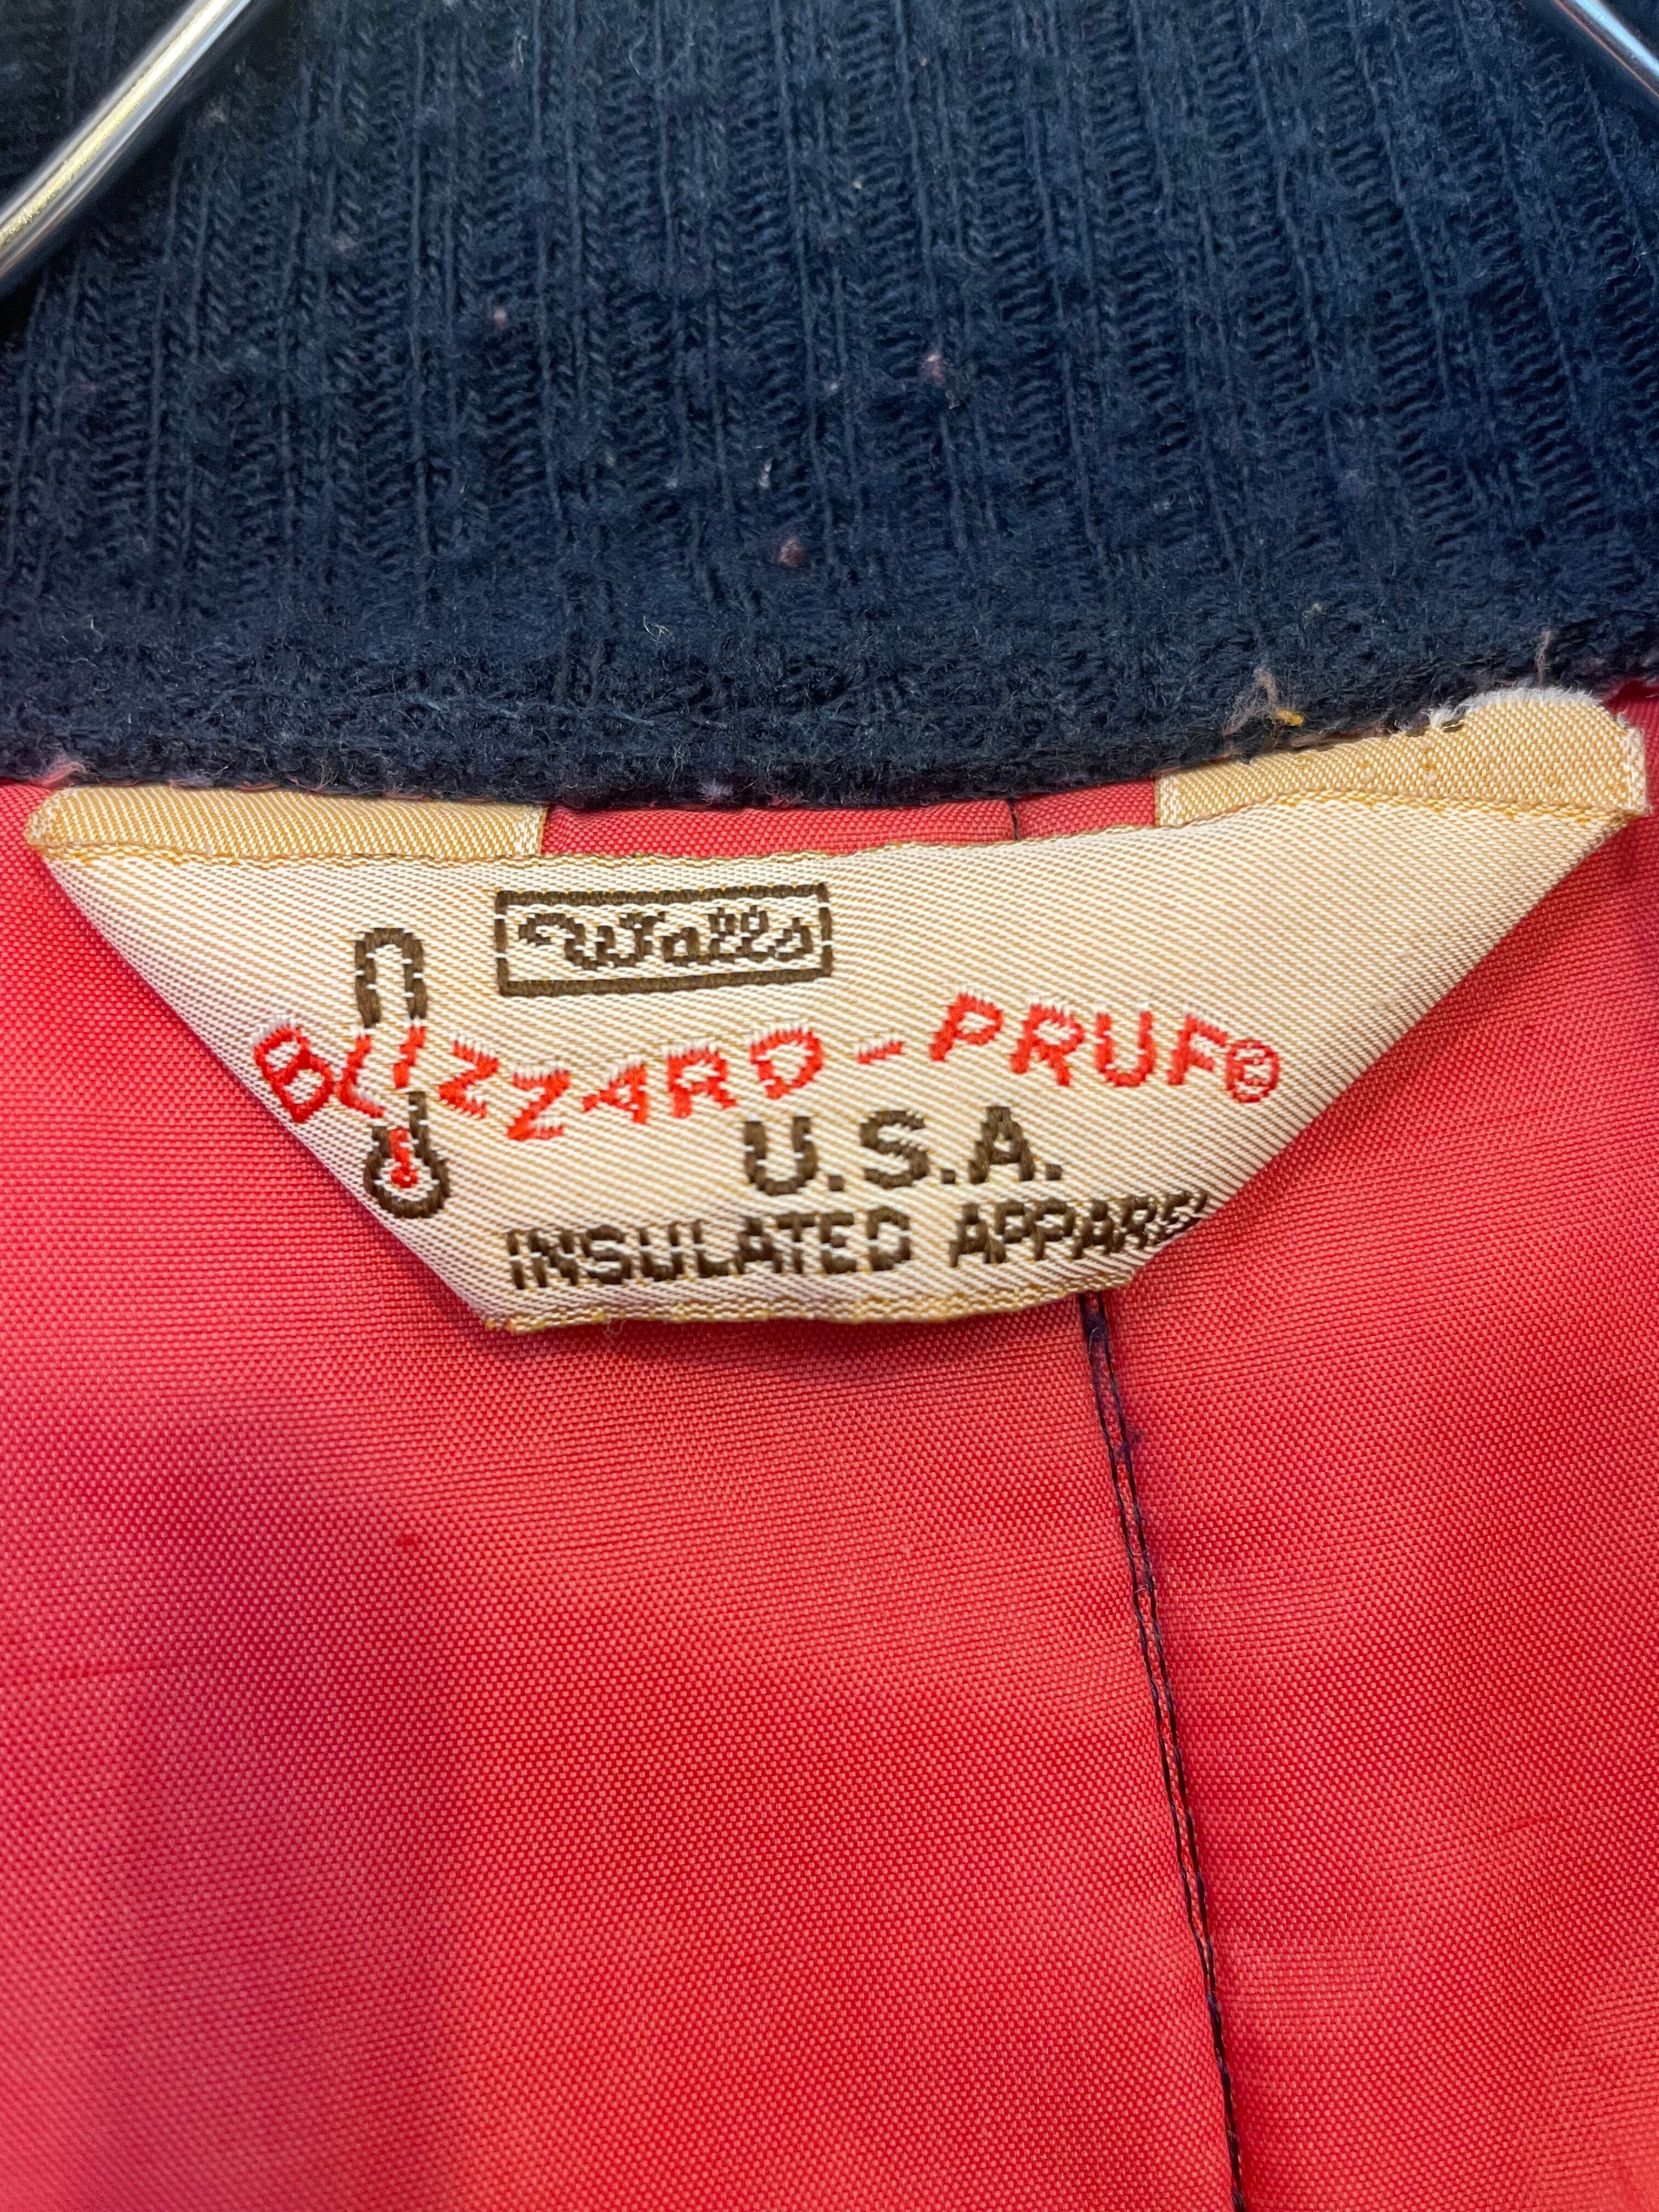 Walls
BLIZZARD-PRUF®
U.S.A.
INSULATED APPAREL